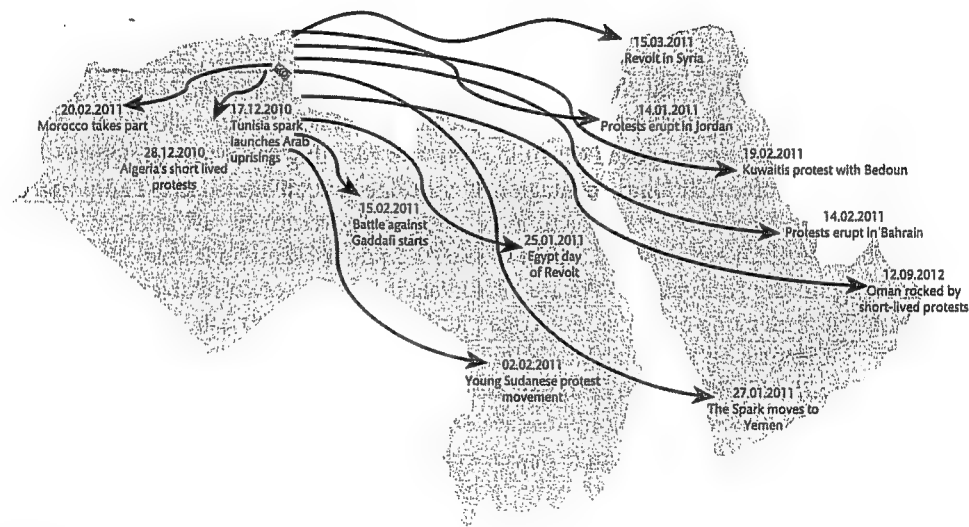 15.03.2011
Revolt in Syria
20.02.2011
Morocco takes part
17.12.2010
Tunisia spark
launches Arab
uprisings
14.01.2011
Protests erupt in Jordan
28.12.2010
Algeria's short lived
protests
19.02.2011
Kuwaitis protest with Bedoun
15.02.2011
Battle against
Gaddafi starts
14.02.2011
Protests erupt in Bahrain
25.01.2011
Egypt day
of Revolt
12.09.2012
Oman rocked by
short-lived protests
02.02.2011
Young Sudanese protest
movement
27.01.2011
The Spark moves to
Yemen